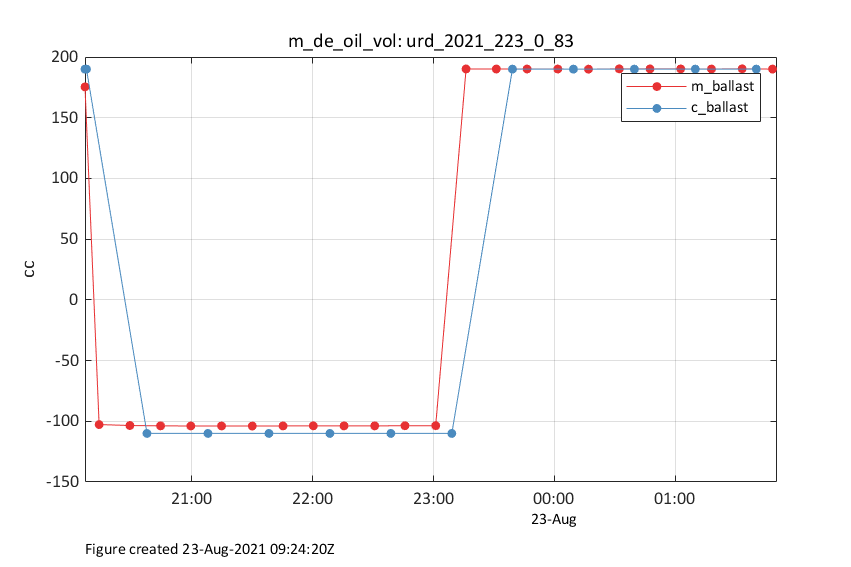 m_de_oil_vol: urd_2021_223_0_83
200
150
100
50
0
-50
-100
-150
cc
m_ballast
c_ballast
21:00
22:00
23:00
00:00
01:00
23-Aug
Figure created 23-Aug-2021 09:24:20Z